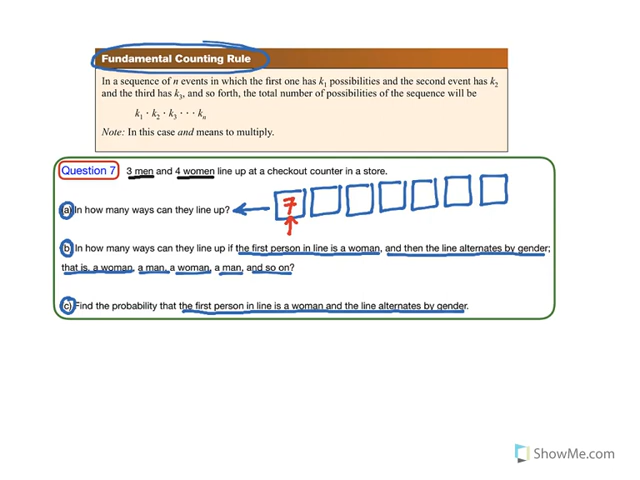 Fundamental Counting Rule
In a sequence of n events in which the first one has k₁ possibilities and the second event has k₂
and the third has k₃, and so forth, the total number of possibilities of the sequence will be
k₁ · k₂ · k₃ · · · kₙ
Note: In this case and means to multiply.
Question 7 3 men and 4 women line up at a checkout counter in a store.
(a) In how many ways can they line up? 7
(b) In how many ways can they line up if the first person in line is a woman, and then the line alternates by gender;
that is, a woman, a man, a woman, a man, and so on?
(c) Find the probability that the first person in line is a woman and the line alternates by gender.
ShowMe.com